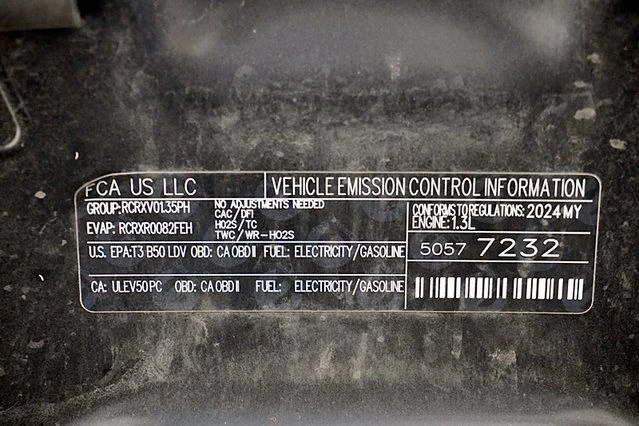 FCA US LLC
VEHICLE EMISSION CONTROL INFORMATION
GROUP: RCRXV01.35PH
EVAP: RCRXR0082FEH
NO ADJUSTMENTS NEEDED
CAC/DFI
HO2S/TC
TWC/WR-HO2S
CONFORMS TO REGULATIONS: 2024 MY
ENGINE: 1.3L
U.S. EPA: T3 B50 LDV OBD: CA OBD II FUEL: ELECTRICITY/GASOLINE
5057 7232
CA: ULEV50 PC OBD: CA OBD II FUEL: ELECTRICITY/GASOLINE